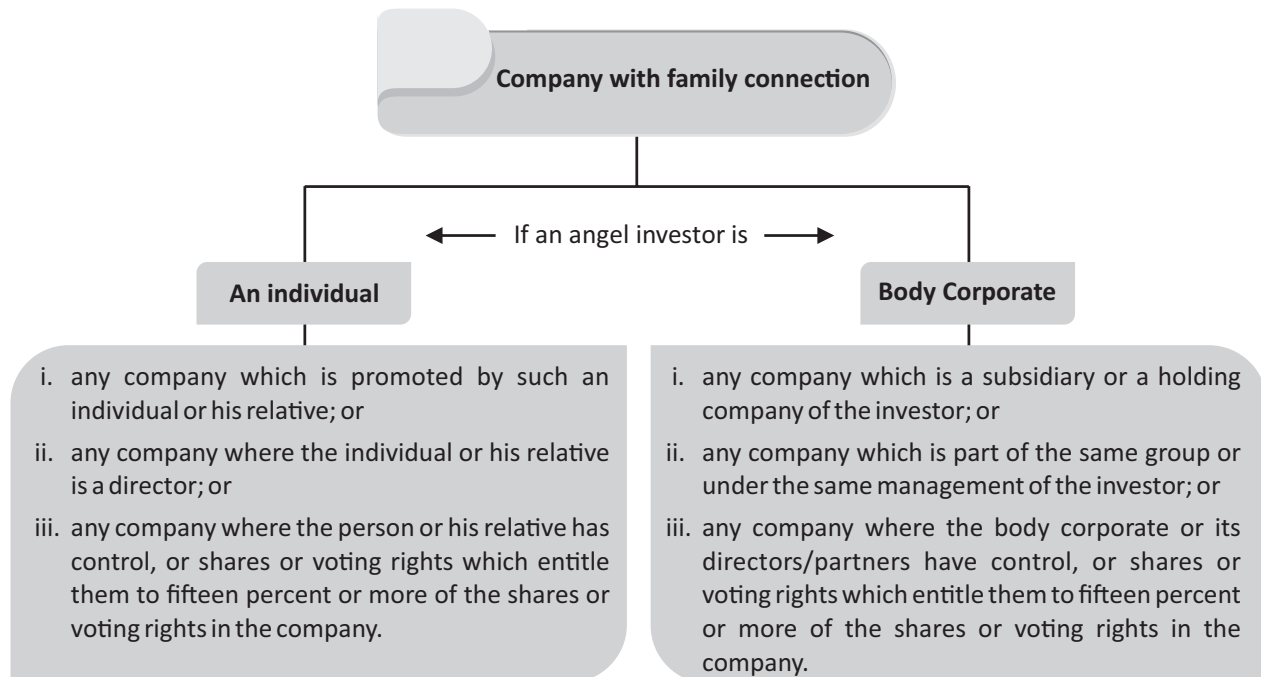 Company with family connection
If an angel investor is
An individual
i. any company which is promoted by such an
individual or his relative; or
ii. any company where the individual or his relative
is a director; or
iii. any company where the person or his relative has
control, or shares or voting rights which entitle
them to fifteen percent or more of the shares or
voting rights in the company.
Body Corporate
i. any company which is a subsidiary or a holding
company of the investor; or
ii. any company which is part of the same group or
under the same management of the investor; or
iii. any company where the body corporate or its
directors/partners have control, or shares or
voting rights which entitle them to fifteen percent
or more of the shares or voting rights in the
company.